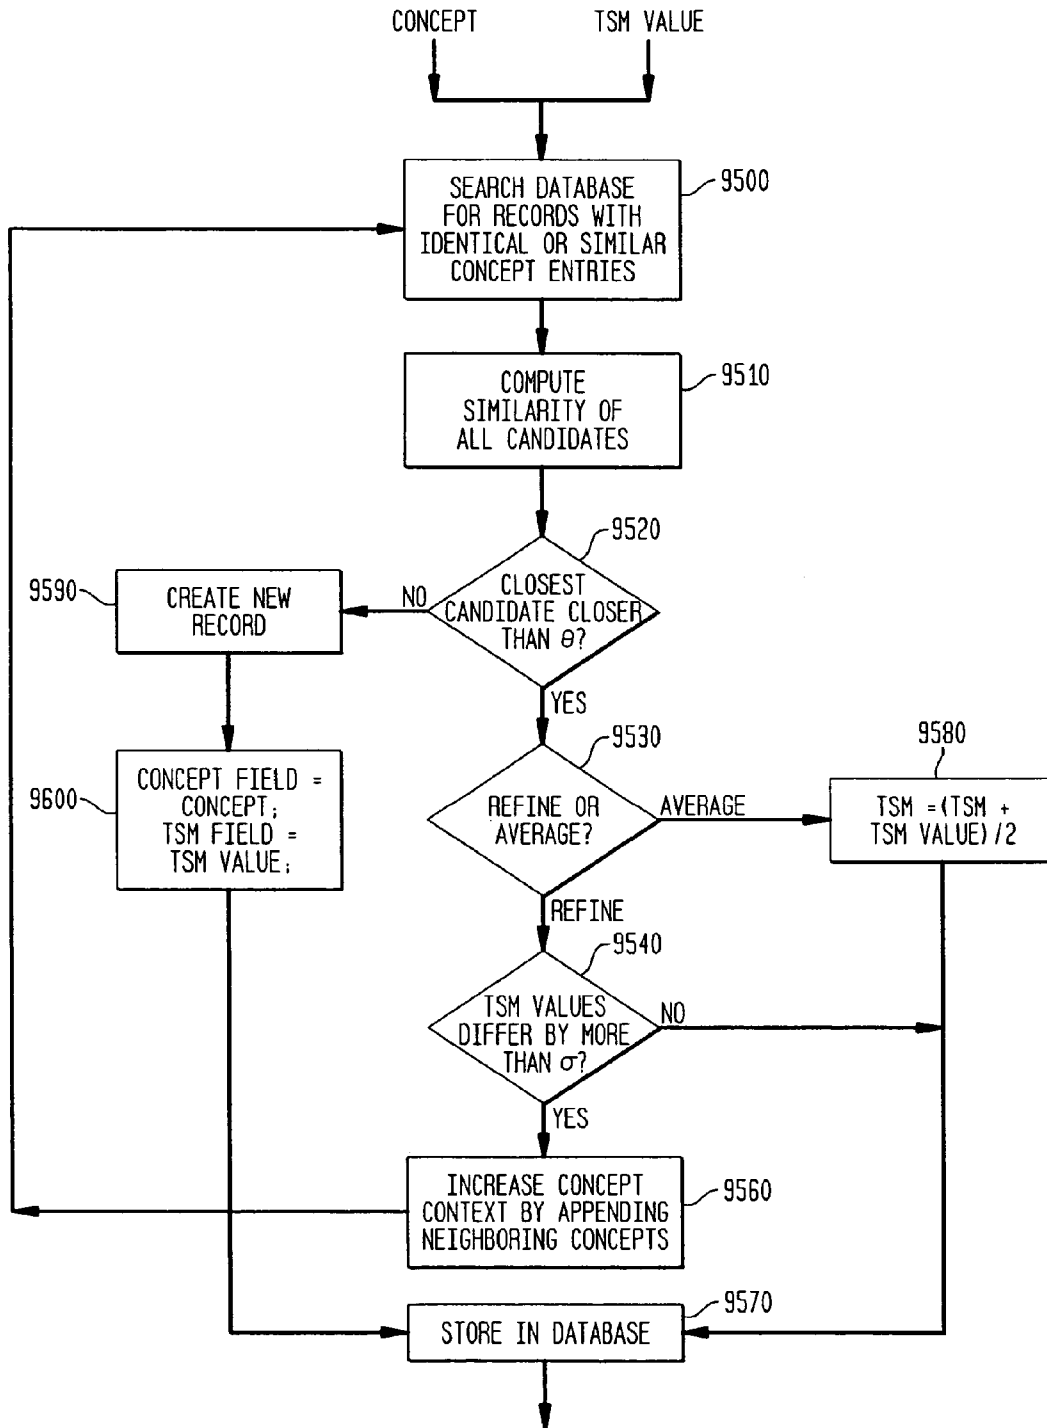 CONCEPT
TSM VALUE
SEARCH DATABASE
FOR RECORDS WITH
IDENTICAL OR SIMILAR
CONCEPT ENTRIES
9500
COMPUTE
SIMILARITY OF
ALL CANDIDATES
9510
CLOSEST
CANDIDATE CLOSER
THAN θ?
9520
NO
CREATE NEW
RECORD
9590
YES
CONCEPT FIELD =
CONCEPT;
TSM FIELD =
TSM VALUE;
9600
REFINE OR
AVERAGE?
9530
AVERAGE
TSM =(TSM +
TSM VALUE)/2
9580
REFINE
TSM VALUES
DIFFER BY MORE
THAN σ?
9540
NO
YES
INCREASE CONCEPT
CONTEXT BY APPENDING
NEIGHBORING CONCEPTS
9560
STORE IN DATABASE
9570